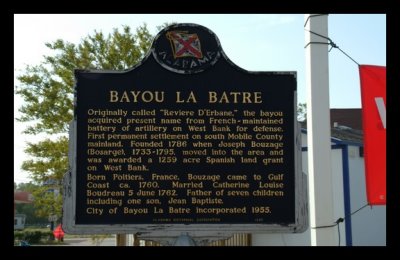 ALABAMA
BAYOU LA BATRE
Originally called "Reviere D'Erbane," the bayou
acquired present name from French-maintained
battery of artillery on West Bank for defense.
First permanent settlement on south Mobile County
mainland. Founded 1786 when Joseph Bouzage
(Bosarge), 1733-1795, moved into the area and
was awarded a 1259 acre Spanish land grant
on West Bank.
Born Poitiers, France, Bouzage came to Gulf
Coast ca. 1760. Married Catherine Louise
Boudreau 5 June 1762. Father of seven children
including one son, Jean Baptiste.
City of Bayou La Batre incorporated 1955.
ALABAMA HISTORICAL ASSOCIATION